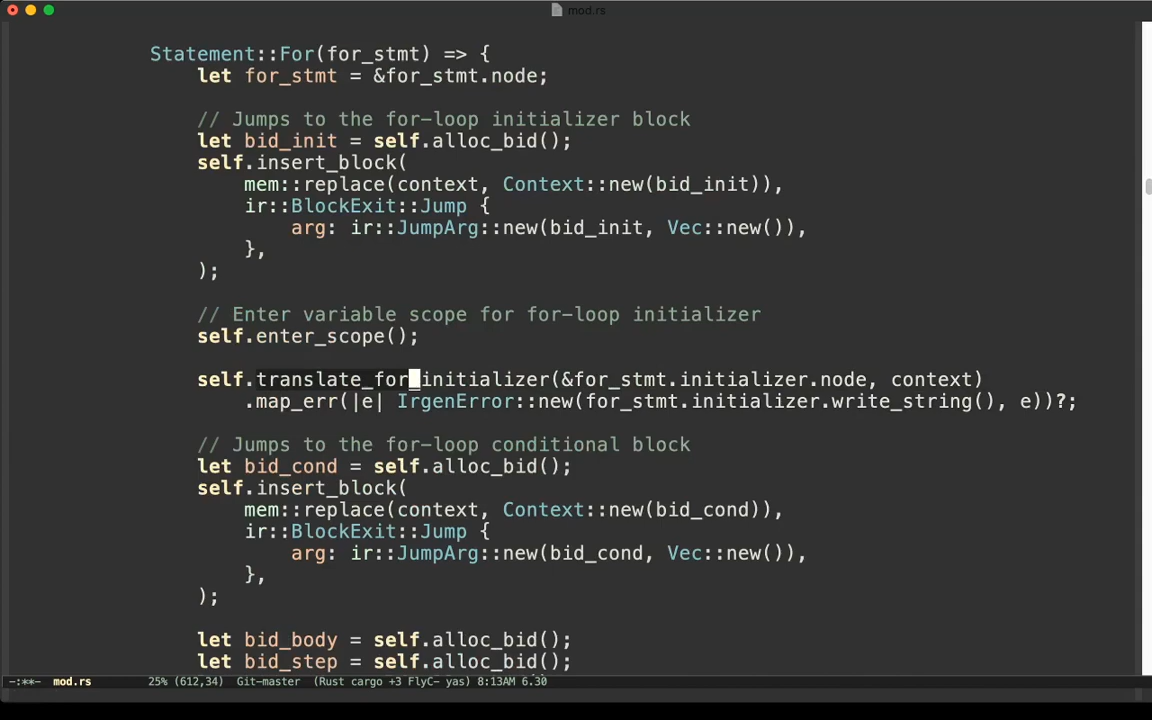 mod.rs
Statement::For(for_stmt) => {
let for_stmt = &for_stmt.node;
// Jumps to the for-loop initializer block
let bid_init = self.alloc_bid();
self.insert_block(
mem::replace(context, Context::new(bid_init)),
ir::BlockExit::Jump {
arg: ir::JumpArg::new(bid_init, Vec::new()),
},
);
// Enter variable scope for for-loop initializer
self.enter_scope();
self.translate_for_initializer(&for_stmt.initializer.node, context)
.map_err(|e| IrgenError::new(for_stmt.initializer.write_string(), e))?;
// Jumps to the for-loop conditional block
let bid_cond = self.alloc_bid();
self.insert_block(
mem::replace(context, Context::new(bid_cond)),
ir::BlockExit::Jump {
arg: ir::JumpArg::new(bid_cond, Vec::new()),
},
);
let bid_body = self.alloc_bid();
let bid_step = self.alloc_bid();
-:**- mod.rs 25% (612,34) Git-master (Rust cargo +3 FlyC- yas) 8:13AM 6.30